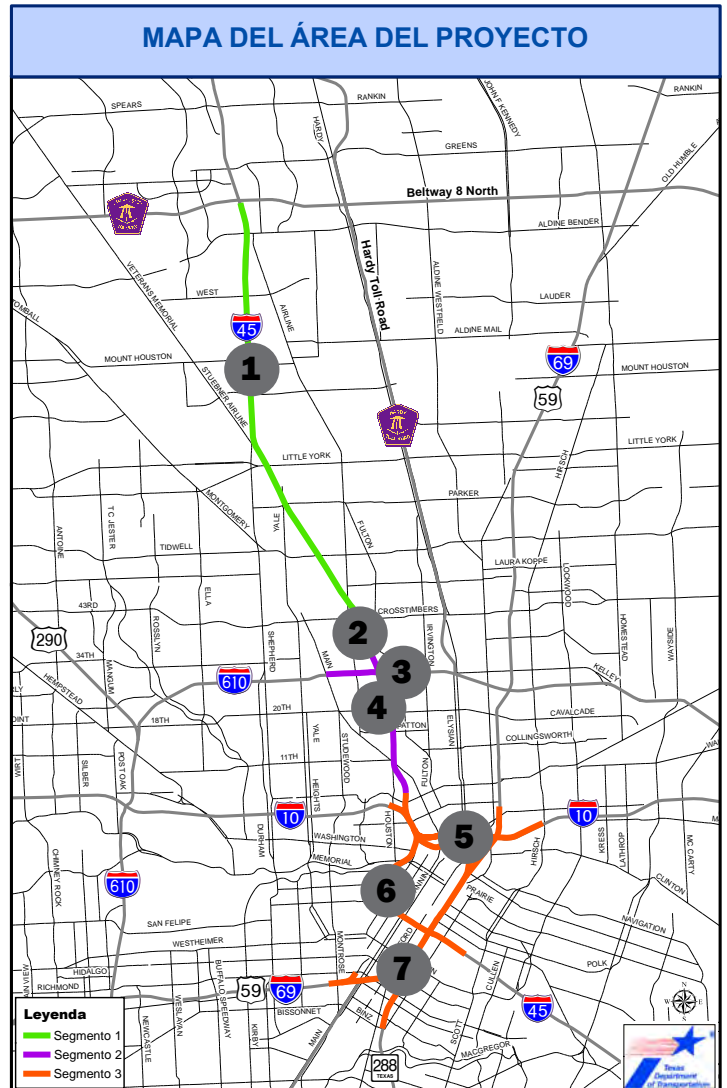 MAPA DEL ÁREA DEL PROYECTO
SPEARS
RANKIN
HARDY
JOHN F KENNEDY
RANKIN
GREENS
OLD HUMBLE
Beltway 8 North
ALDINE BENDER
VETERANS MEMORIAL
Hardy Toll Road
ALDINE WESTFIELD
WEST
AIRLINE
LAUDER
45
ALDINE MAIL
MOUNT HOUSTON
1
69
MOUNT HOUSTON
STUEBNER AIRLINE
59
LITTLE YORK
LITTLE YORK
HIRSCH
MONTGOMERY
YALE
PARKER
ANTOINE
T C JESTER
TIDWELL
FULTON
LAURA KOPPE
LOCKWOOD
43RD
ROSSLYN
ELLA
CROSSTIMBERS
290
34TH
SHEPHERD
2
IRVINGTON
HOMESTEAD
WAYSIDE
MANGUM
MAIN
3
KELLEY
HEMPSTEAD
610
4
18TH
20TH
PATTON
ELYSIAN
CAVALCADE
COLLINGSWORTH
WIRT
SILBER
POST OAK
11TH
YALE
STUDEWOOD
FULTON
HEIGHTS
10
HOUSTON
10
DURHAM
WASHINGTON
5
HIRSCH
KRESS
LATHROP
MC CARTY
CHIMNEY ROCK
MEMORIAL
610
6
PRAIRIE
CLINTON
SAN FELIPE
NAVIGATION
WESTHEIMER
MONTROSE
HIDALGO
7
CULLEN
POLK
RICHMOND
BUFFALO SPEEDWAY
59
69
BISSONNET
45
WESLAYAN
NEWCASTLE
KIRBY
MAIN
BINZ
SCOTT
MACGREGOR
288
TEXAS
N
W
E
S
Leyenda
Segmento 1
Segmento 2
Segmento 3
Texas
Department
of Transportation